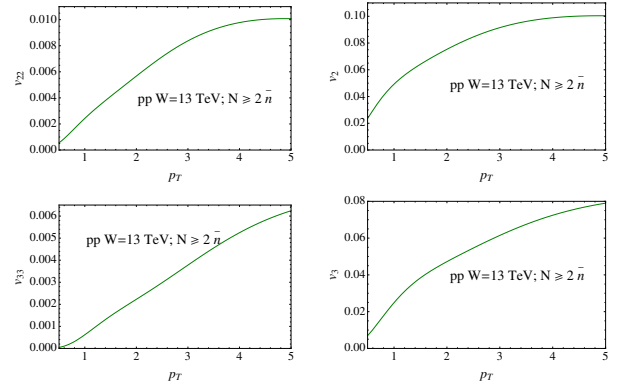 0.010
0.008
0.006
0.004
0.002
0.000
v22
pp W=13 TeV; N ⩾ 2 n̄
1 2 3 4 5
pT
0.10
0.08
0.06
0.04
0.02
0.00
v2
pp W=13 TeV; N ⩾ 2 n̄
1 2 3 4 5
pT
0.006
0.005
0.004
0.003
0.002
0.001
0.000
v33
pp W=13 TeV; N ⩾ 2 n̄
1 2 3 4 5
pT
0.08
0.06
0.04
0.02
0.00
v3
pp W=13 TeV; N ⩾ 2 n̄
1 2 3 4 5
pT